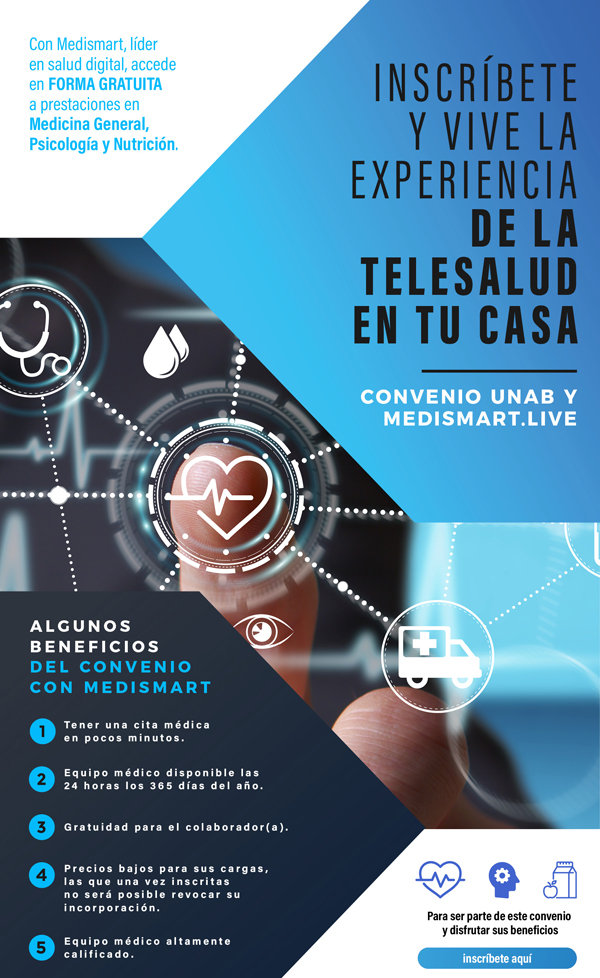 Con Medismart, líder
en salud digital, accede
en FORMA GRATUITA
a prestaciones en
Medicina General,
Psicología y Nutrición.
INSCRÍBETE
Y VIVE LA
EXPERIENCIA
DE LA
TELESALUD
EN TU CASA
CONVENIO UNAB Y
MEDISMART.LIVE
ALGUNOS
BENEFICIOS
DEL CONVENIO
CON MEDISMART
1 Tener una cita médica
en pocos minutos.
2 Equipo médico disponible las
24 horas los 365 días del año.
3 Gratuidad para el colaborador(a).
4 Precios bajos para sus cargas,
las que una vez inscritas
no será posible revocar su
incorporación.
5 Equipo médico altamente
calificado.
Para ser parte de este convenio
y disfrutar sus beneficios
inscríbete aquí